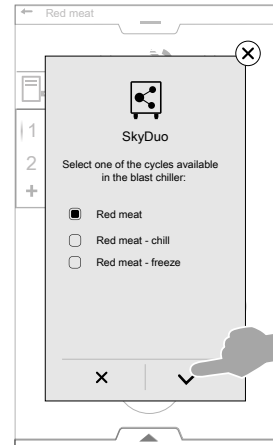 Red meat
SkyDuo
Select one of the cycles available
in the blast chiller:
1
2
+
Red meat
Red meat - chill
Red meat - freeze